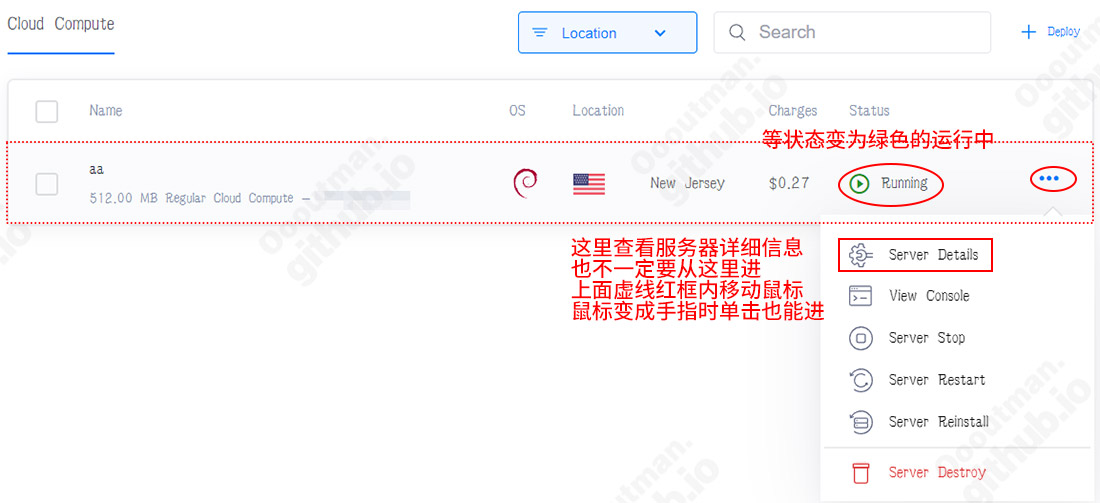 Cloud Compute
Location
Search
Deploy
Name
OS
Location
Charges
Status
等状态变为绿色的运行中
aa
512.00 MB Regular Cloud Compute –
New Jersey
$0.27
Running
这里查看服务器详细信息
也不一定要从这里进
上面虚线红框内移动鼠标
鼠标变成手指时单击也能进
Server Details
View Console
Server Stop
Server Restart
Server Reinstall
Server Destroy
Oooutman.
github.io